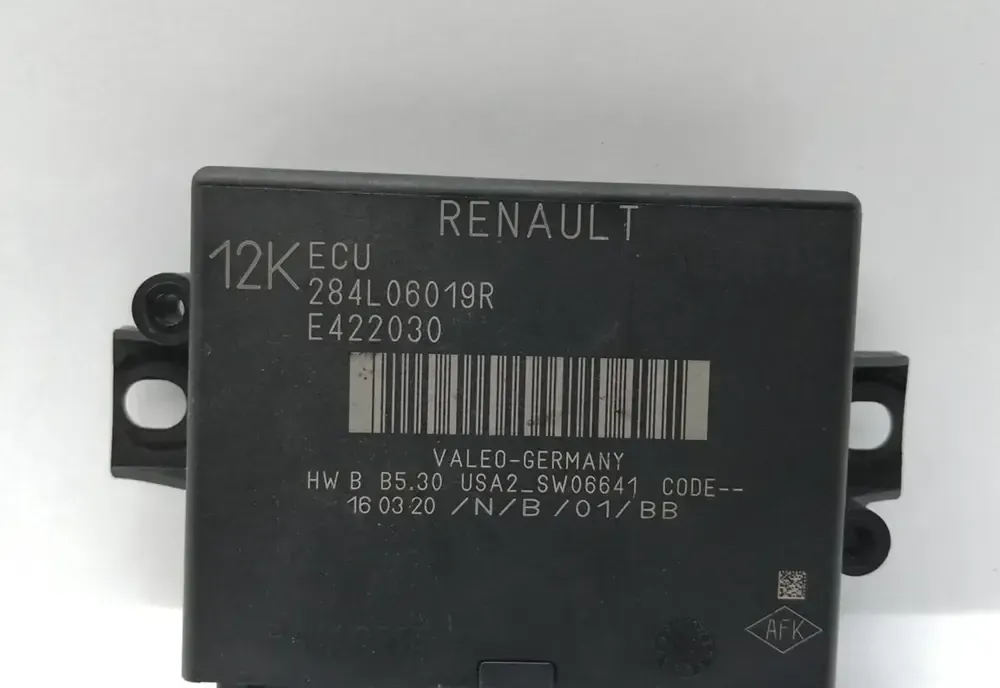 RENAULT
12K ECU
284L06019R
E422030
VALEO-GERMANY
HW B B5.30 USA2_SW06641 CODE--
16 03 20 /N/B/01/BB
AFK